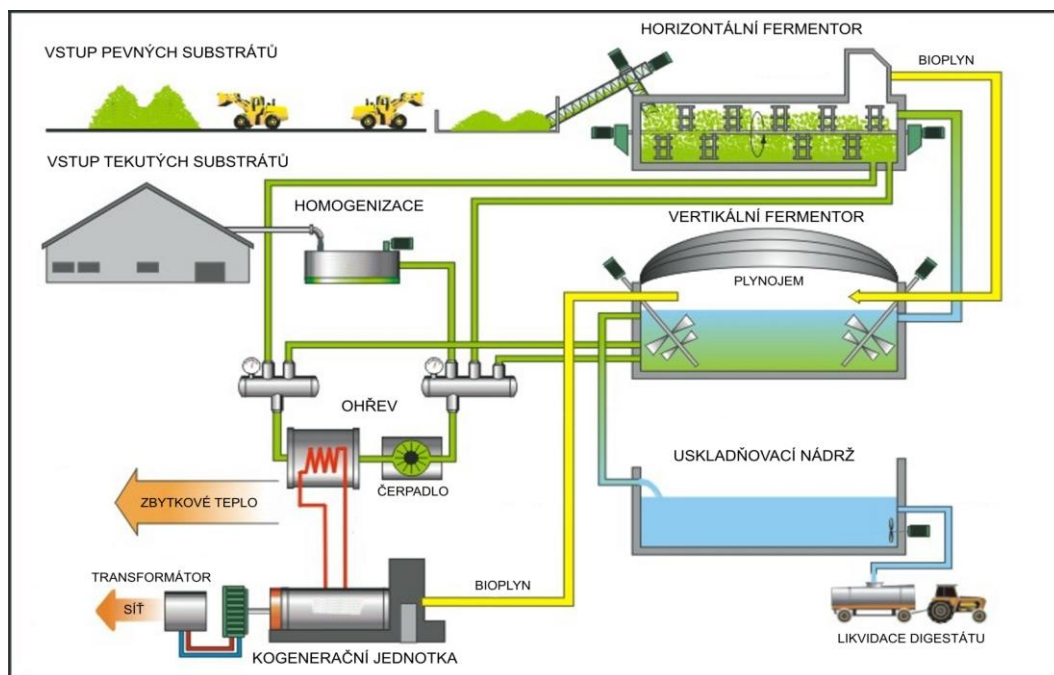 HORIZONTÁLNÍ FERMENTOR
VSTUP PEVNÝCH SUBSTRÁTŮ
BIOPLYN
VSTUP TEKUTÝCH SUBSTRÁTŮ
HOMOGENIZACE
VERTIKÁLNÍ FERMENTOR
PLYNOJEM
OHŘEV
ČERPADLO
USKLADŇOVACÍ NÁDRŽ
ZBYTKOVÉ TEPLO
TRANSFORMÁTOR
BIOPLYN
SÍŤ
LIKVIDACE DIGESTÁTU
KOGENERAČNÍ JEDNOTKA